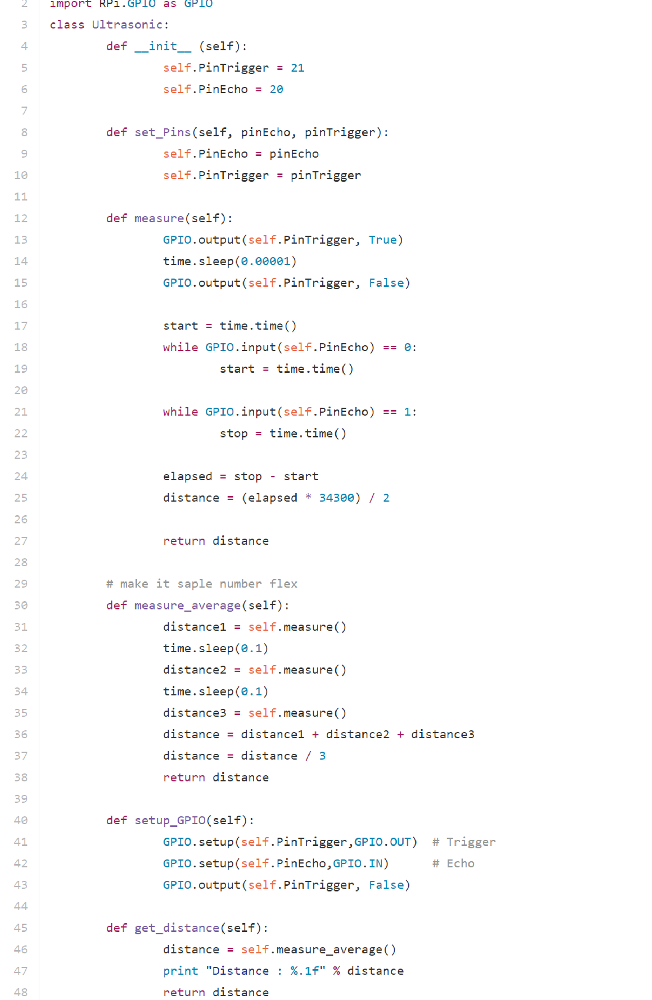 2 import RPi.GPIO as GPIO
3 class Ultrasonic:
4 def __init__ (self):
5 self.PinTrigger = 21
6 self.PinEcho = 20
7
8 def set_Pins(self, pinEcho, pinTrigger):
9 self.PinEcho = pinEcho
10 self.PinTrigger = pinTrigger
11
12 def measure(self):
13 GPIO.output(self.PinTrigger, True)
14 time.sleep(0.00001)
15 GPIO.output(self.PinTrigger, False)
16
17 start = time.time()
18 while GPIO.input(self.PinEcho) == 0:
19 start = time.time()
20
21 while GPIO.input(self.PinEcho) == 1:
22 stop = time.time()
23
24 elapsed = stop - start
25 distance = (elapsed * 34300) / 2
26
27 return distance
28
29 # make it saple number flex
30 def measure_average(self):
31 distance1 = self.measure()
32 time.sleep(0.1)
33 distance2 = self.measure()
34 time.sleep(0.1)
35 distance3 = self.measure()
36 distance = distance1 + distance2 + distance3
37 distance = distance / 3
38 return distance
39
40 def setup_GPIO(self):
41 GPIO.setup(self.PinTrigger,GPIO.OUT) # Trigger
42 GPIO.setup(self.PinEcho,GPIO.IN) # Echo
43 GPIO.output(self.PinTrigger, False)
44
45 def get_distance(self):
46 distance = self.measure_average()
47 print "Distance : %.1f" % distance
48 return distance